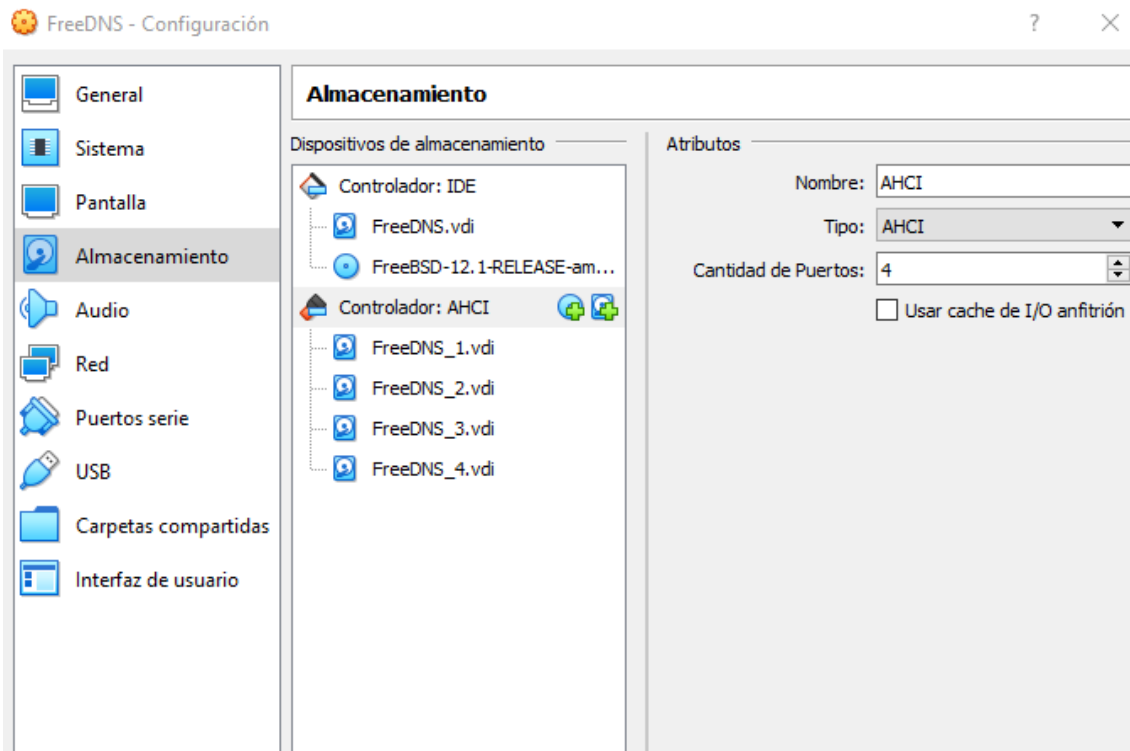 FreeDNS - Configuración
?
General
Sistema
Pantalla
Almacenamiento
Audio
Red
Puertos serie
USB
Carpetas compartidas
Interfaz de usuario
Almacenamiento
Dispositivos de almacenamiento
Controlador: IDE
FreeDNS.vdi
FreeBSD-12.1-RELEASE-am...
Controlador: AHCI
FreeDNS_1.vdi
FreeDNS_2.vdi
FreeDNS_3.vdi
FreeDNS_4.vdi
Atributos
Nombre: AHCI
Tipo: AHCI
Cantidad de Puertos: 4
Usar cache de I/O anfitrión